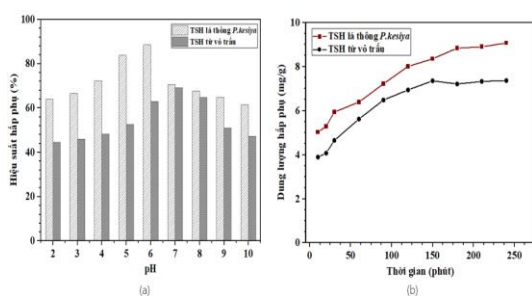 TSH lá thông P.kesiya
TSH từ vỏ trấu
Hiệu suất hấp phụ (%)
100
80
60
40
20
0
2 3 4 5 6 7 8 9 10
pH
(a)
TSH lá thông P.kesiya
TSH từ vỏ trấu
Dung lượng hấp phụ (mg/g)
10
8
6
4
2
0
0 50 100 150 200 250
Thời gian (phút)
(b)